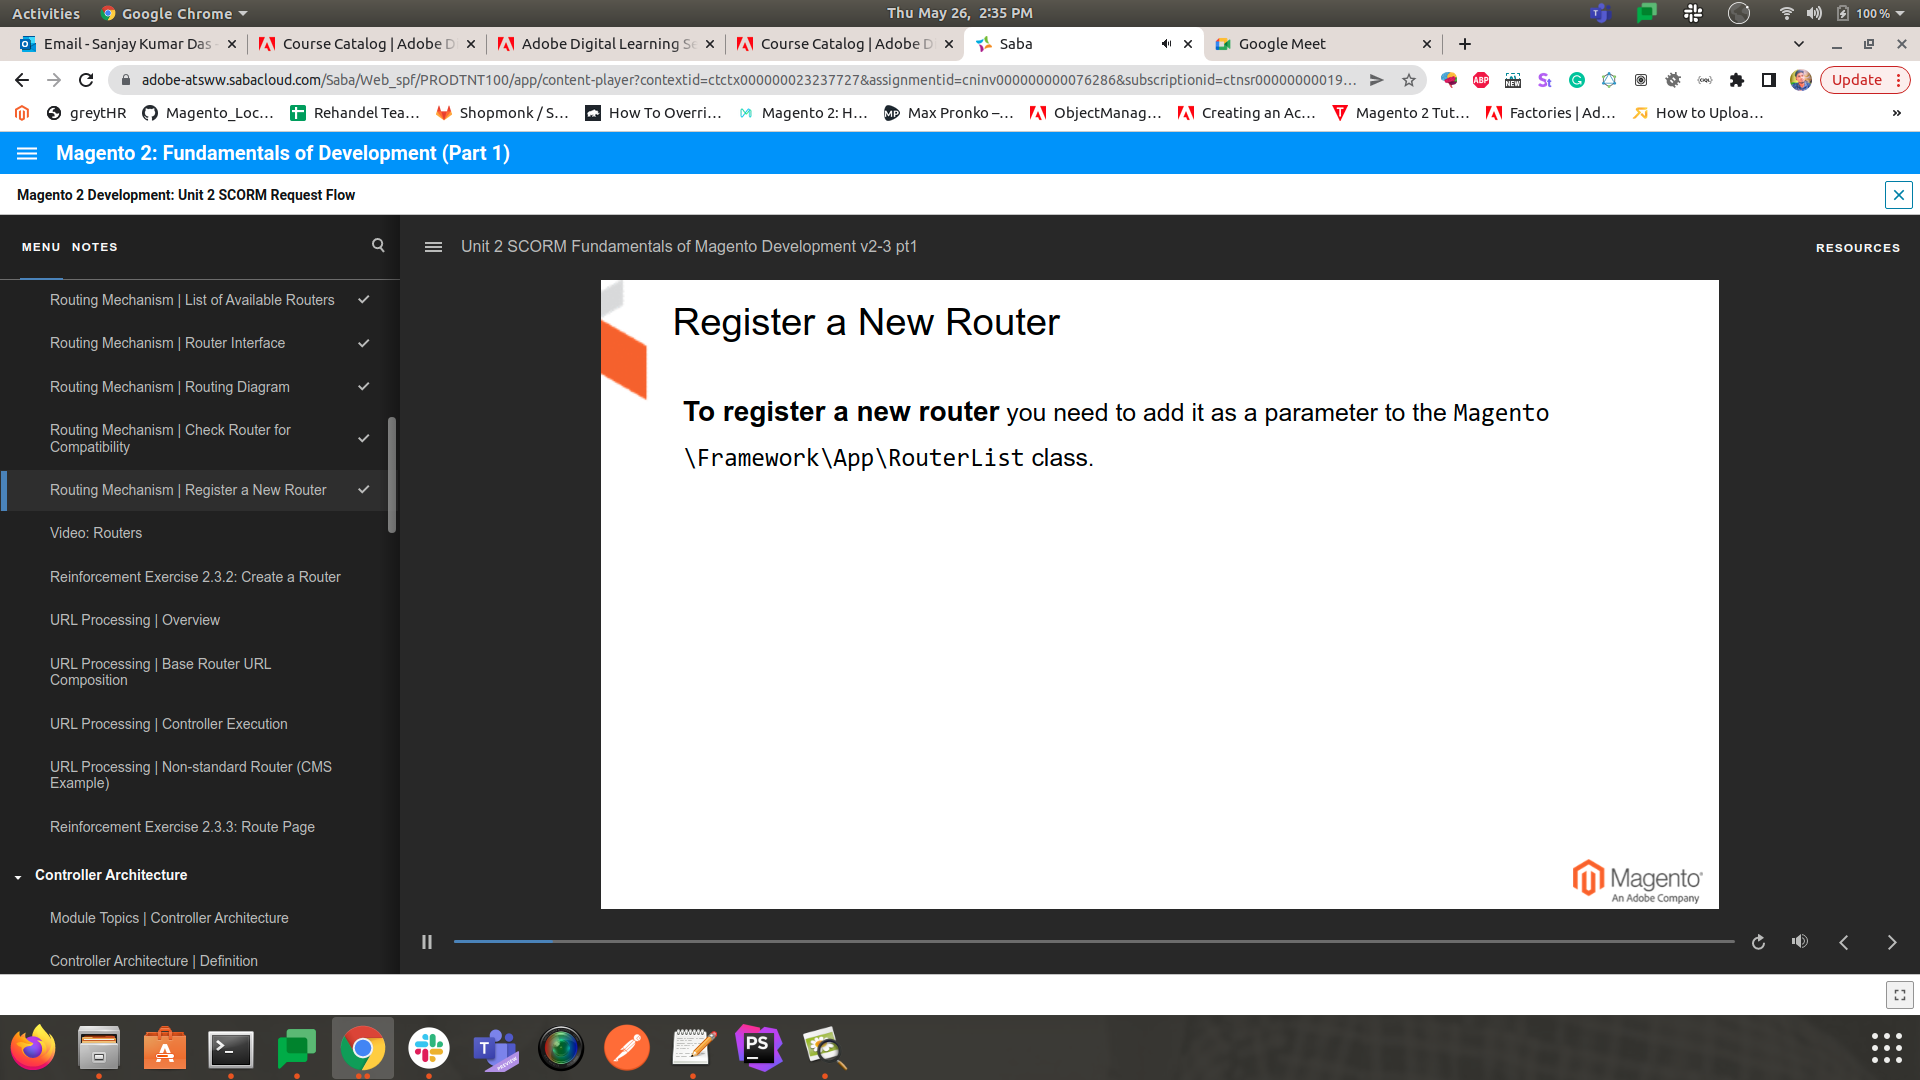 Activities
Google Chrome
Thu May 26, 2:35 PM
100 %
Email - Sanjay Kumar Das
Course Catalog | Adobe D
Adobe Digital Learning Se
Course Catalog | Adobe D
Saba
Google Meet
adobe-atsww.sabacloud.com/Saba/Web_spf/PRODTNT100/app/content-player?contextid=ctctx000000023237727&assignmentid=cninv000000000076286&subscriptionid=ctnsr00000000019...
Update
greytHR
Magento_Loc...
Rehandel Tea...
Shopmonk / S...
How To Overri...
Magento 2: H...
Max Pronko –...
ObjectManag...
Creating an Ac...
Magento 2 Tut...
Factories | Ad...
How to Uploa...
»
Magento 2: Fundamentals of Development (Part 1)
Magento 2 Development: Unit 2 SCORM Request Flow
MENU NOTES
Unit 2 SCORM Fundamentals of Magento Development v2-3 pt1
RESOURCES
Routing Mechanism | List of Available Routers
Routing Mechanism | Router Interface
Routing Mechanism | Routing Diagram
Routing Mechanism | Check Router for
Compatibility
Routing Mechanism | Register a New Router
Video: Routers
Reinforcement Exercise 2.3.2: Create a Router
URL Processing | Overview
URL Processing | Base Router URL
Composition
URL Processing | Controller Execution
URL Processing | Non-standard Router (CMS
Example)
Reinforcement Exercise 2.3.3: Route Page
Controller Architecture
Module Topics | Controller Architecture
Controller Architecture | Definition
Register a New Router
To register a new router you need to add it as a parameter to the Magento
\Framework\App\RouterList class.
Magento
An Adobe Company